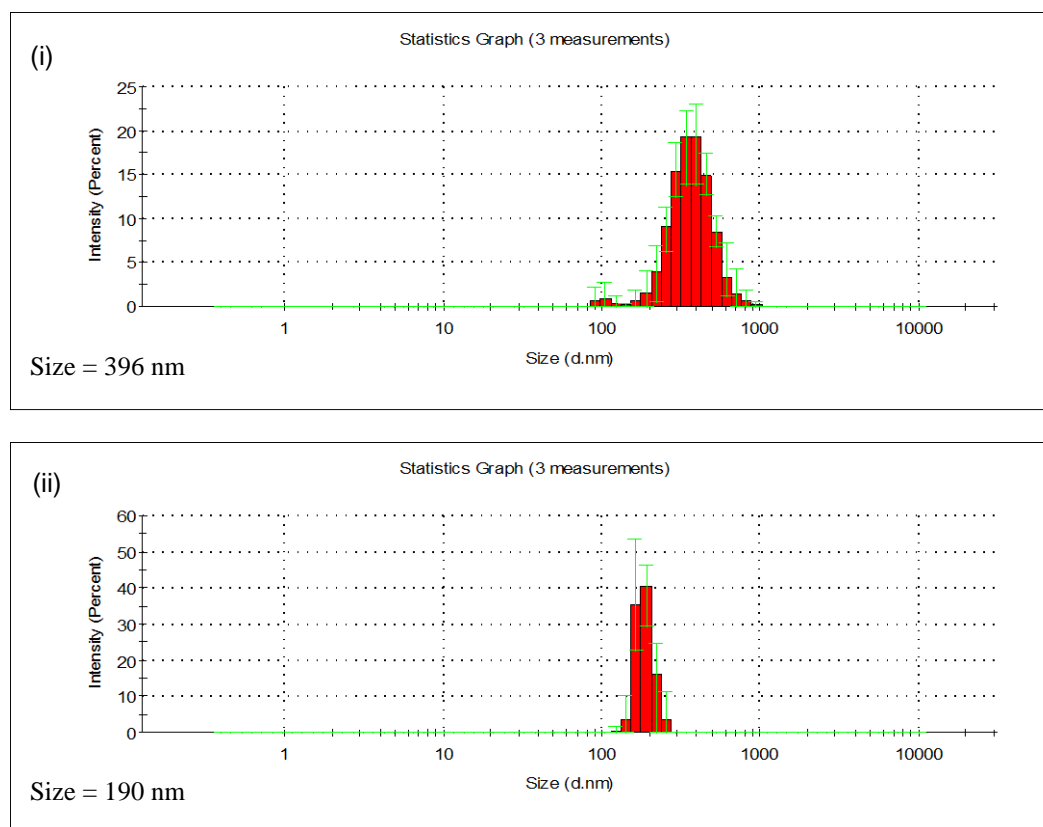 Statistics Graph (3 measurements)
(i)
25
20
15
10
5
0
Intensity (Percent)
1 10 100 1000 10000
Size (d.nm)
Size = 396 nm
Statistics Graph (3 measurements)
(ii)
60
50
40
30
20
10
0
Intensity (Percent)
1 10 100 1000 10000
Size (d.nm)
Size = 190 nm